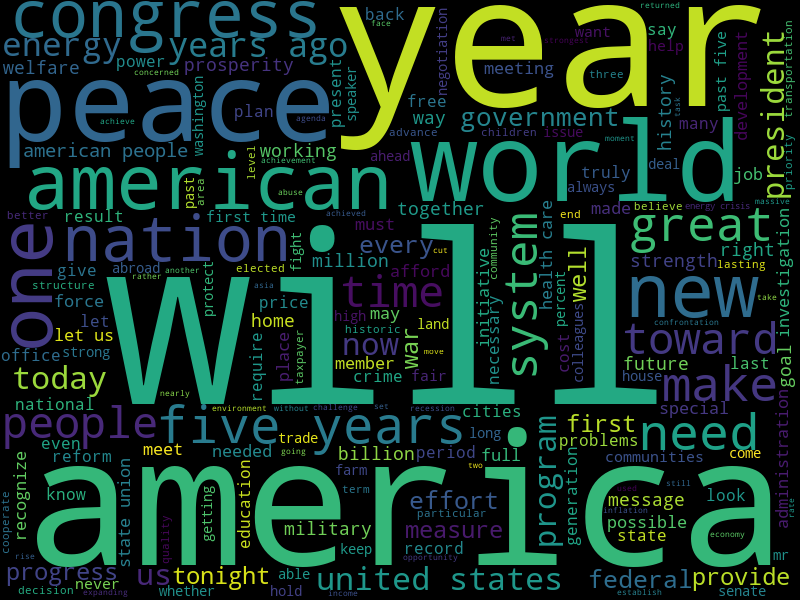 congress
year
back
face
met
strongest
want
say
returned
energy
years ago
power
prosperity
negotiation
meeting
help
three
welfare
concerned
speaker
present
free
development
past five
transportation
peace
achieve
plan
agenda
way
government
history
many
president
task
washington
advance
children
issue
moment
american people
working
achievement
ahead
truly
deal
job
priority
american
level
past
area
abuse
world
always
believe
energy crisis
massive
better
result
first time
together
must
made
end
great
right
one
nation
fight
million
every
initiative
community
system
health care
well
strength
lasting
give
abroad
rather
another
elected
asia
protect
time
afford
cut
percent
new
take
structure
force
price
high
may
necessary
cost
colleagues
confrontation
goal investigation
let
let us
home
historic
land
war
will
now
toward
office
strong
require
place
taxpayer
member
move
future
last
house
today
nearly
crime
fair
make
national
environment
without
challenge
set
recession
cities
first
special
people
five years
need
even
meet
needed
trade
going
billion
period
long
full
problems
communities
come
administration
reform
farm
two
program
generation
recognize
know
state union
getting
education
america
term
military
effort
particular
message
look
used
still
cooperate
quality
measure
possible
inflation
state
economy
keep
record
rise
progress
never
us
tonight
able
opportunity
united states
federal
provide
mr
rate
decision
expanding
whether
hold
income
establish
senate
achieved